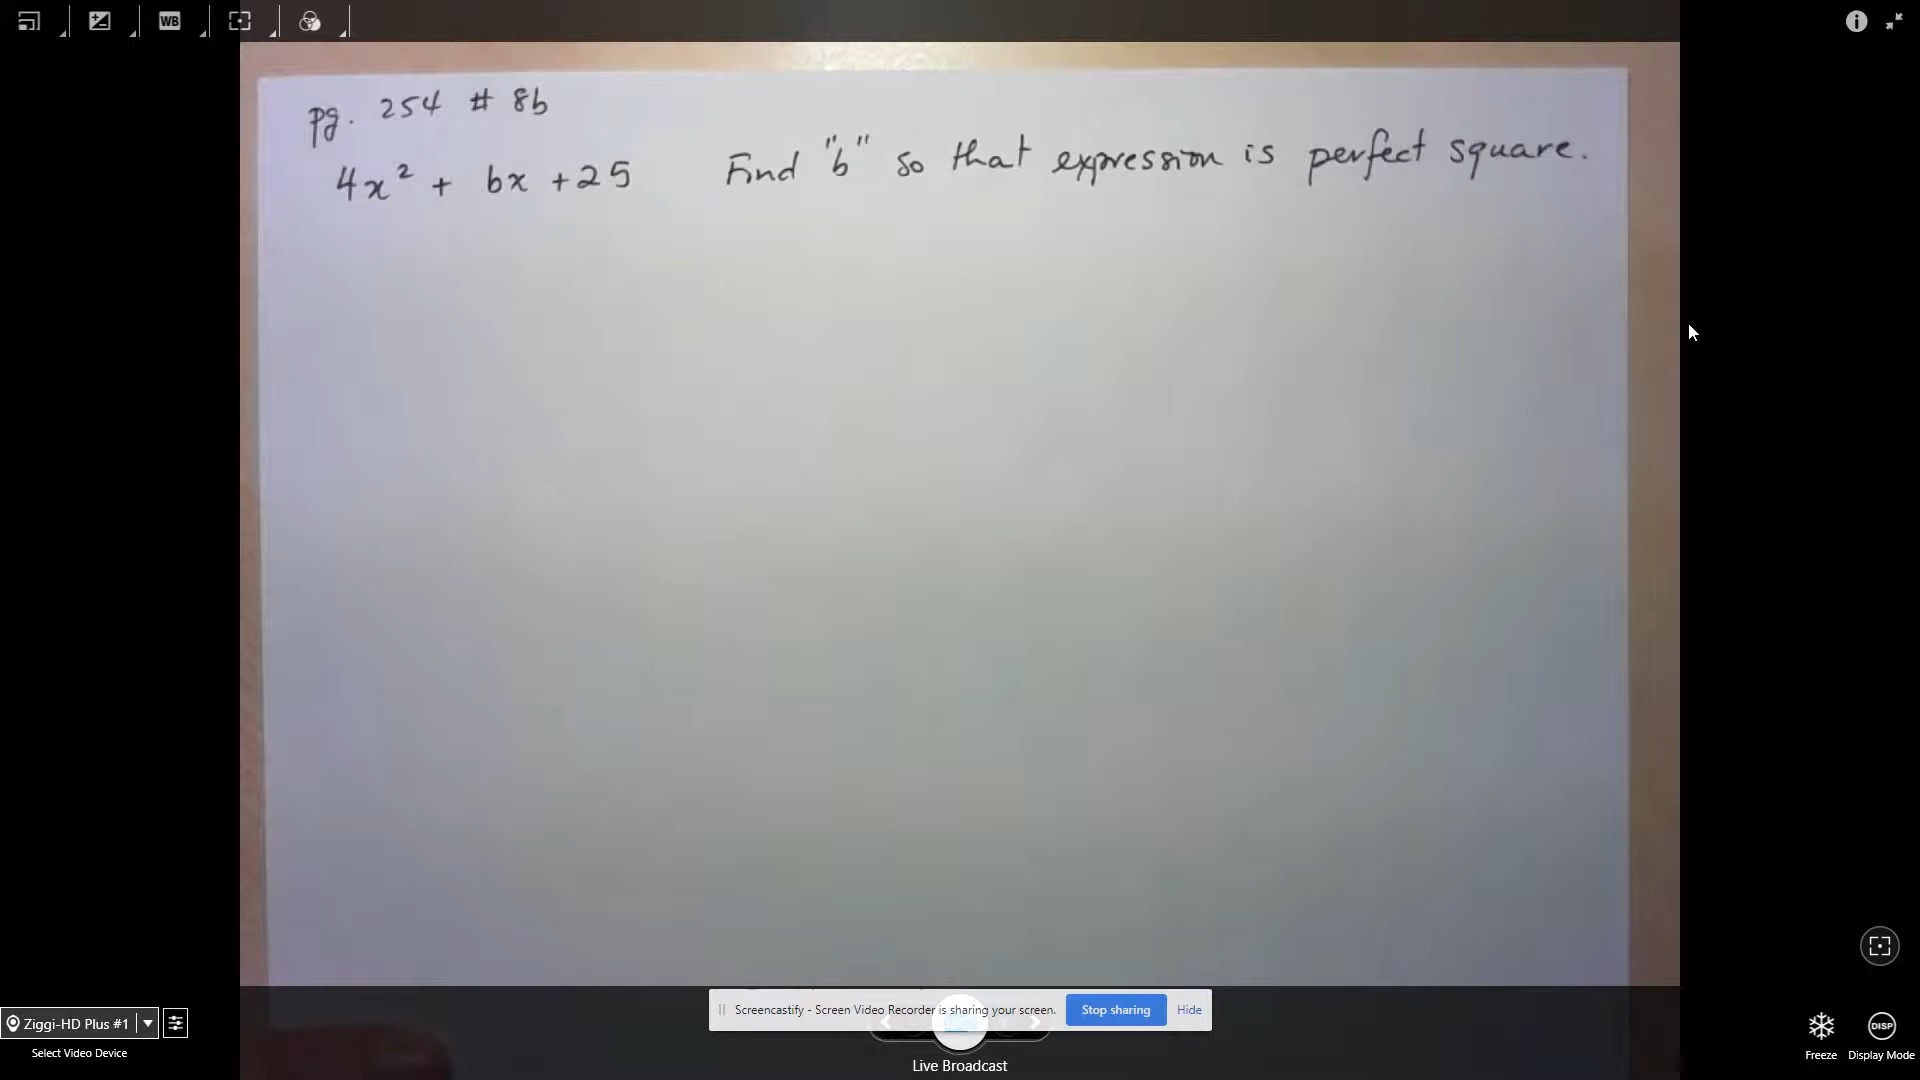 WB
pg. 254 # 8b
4x² + bx + 25 Find "b" so that expression is perfect square.
Screencastify - Screen Video Recorder is sharing your screen. Stop sharing Hide
Ziggi-HD Plus #1
Select Video Device
Live Broadcast
Freeze
DISP
Display Mode